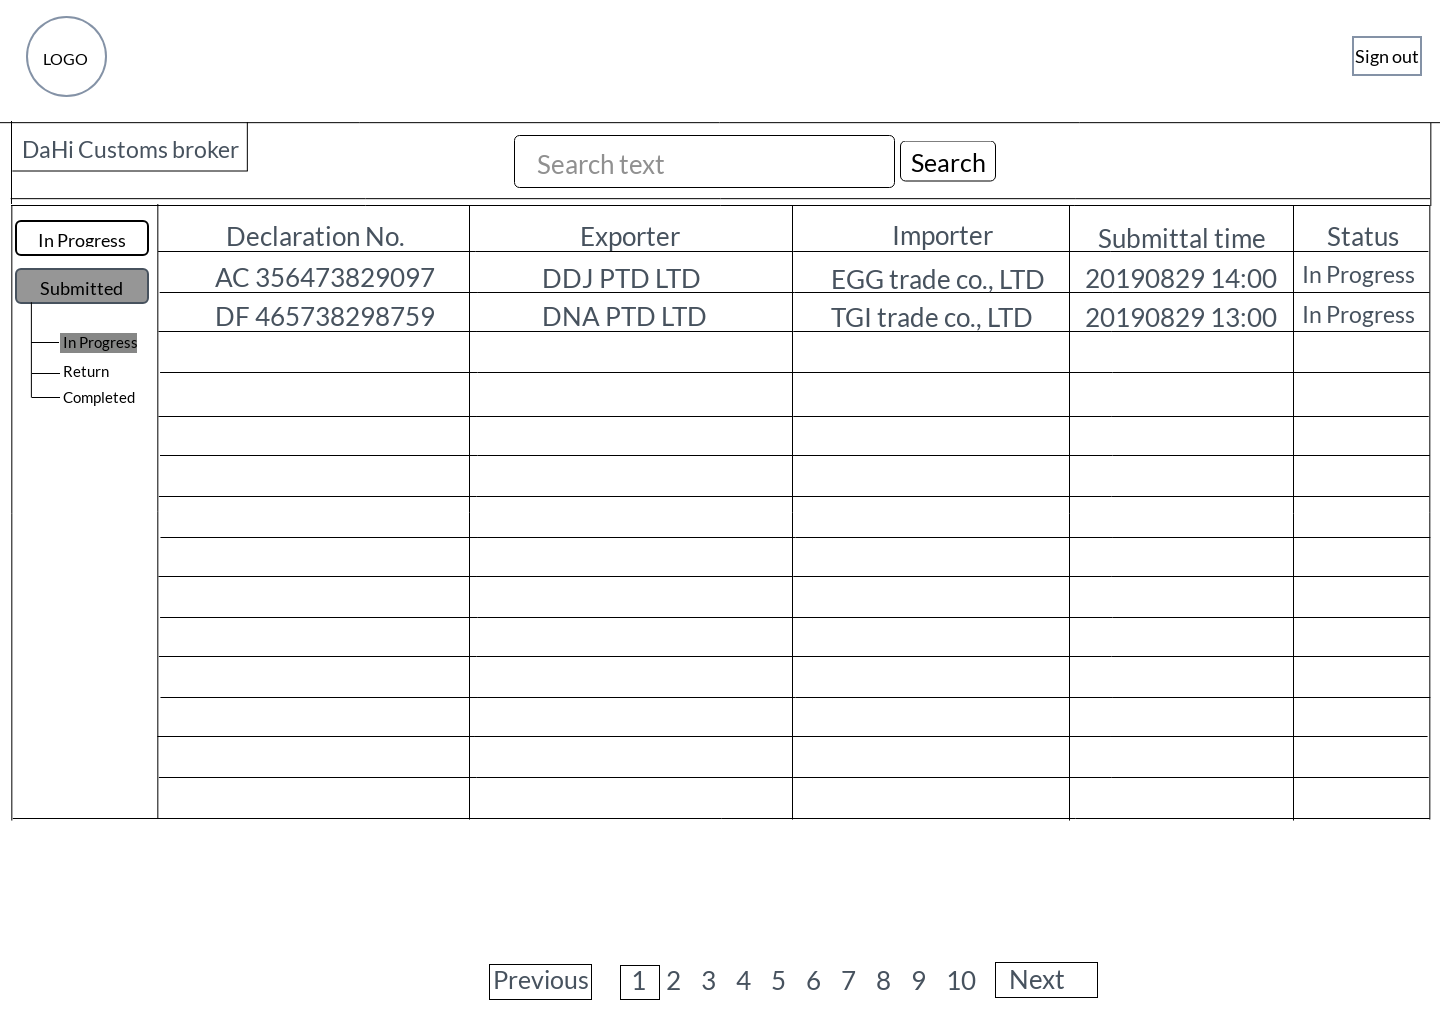 LOGO
Sign out
DaHi Customs broker
Search text
Search
In Progress
Submitted
In Progress
Return
Completed
Declaration No. Exporter Importer Submittal time Status
AC 356473829097 DDJ PTD LTD EGG trade co., LTD 20190829 14:00 In Progress
DF 465738298759 DNA PTD LTD TGI trade co., LTD 20190829 13:00 In Progress
Previous 1 2 3 4 5 6 7 8 9 10 Next